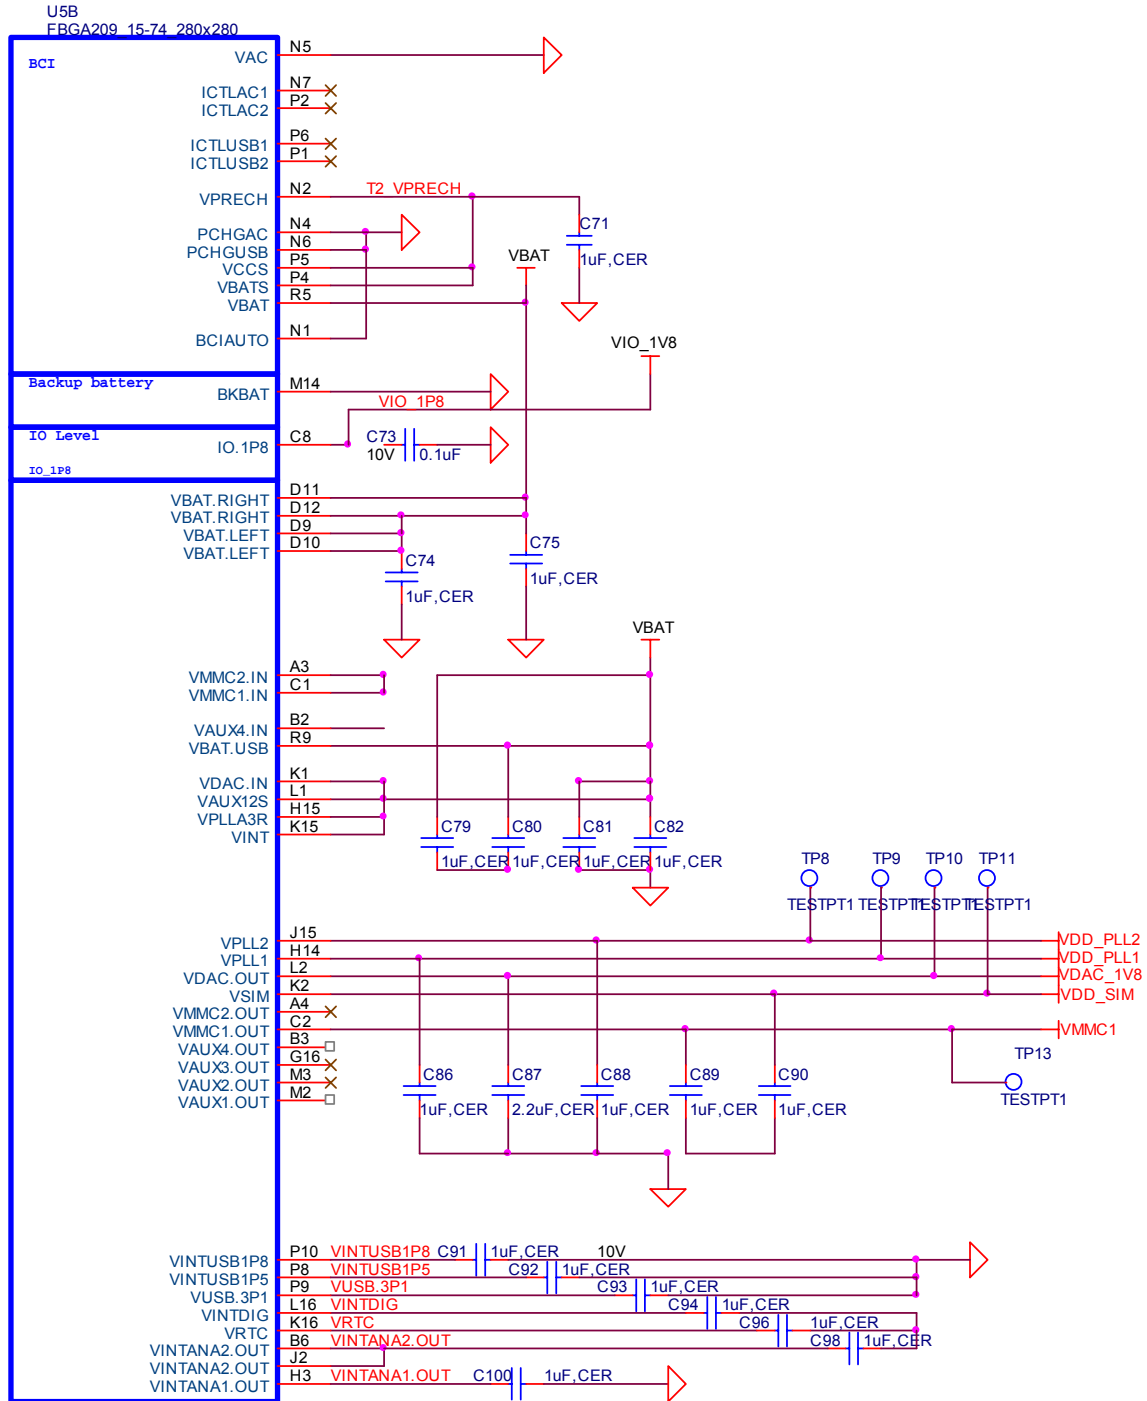 U5B
FBGA209_15-74_280x280
BCI
VAC N5
ICTLAC1 N7
ICTLAC2 P2
ICTLUSB1 P6
ICTLUSB2 P1
VPRECH N2 T2_VPRECH
C71
1uF,CER
PCHGAC N4
PCHGUSB N6
VCCS P5
VBATS P4
VBAT R5
VBAT
BCIAUTO N1
VIO_1V8
Backup battery
BKBAT M14
VIO_1P8
IO Level
IO.1P8 C8
C73
10V 0.1uF
IO_1P8
VBAT.RIGHT D11
VBAT.RIGHT D12
VBAT.LEFT D9
VBAT.LEFT D10
C74
1uF,CER
C75
1uF,CER
VBAT
VMMC2.IN A3
VMMC1.IN C1
VAUX4.IN B2
VBAT.USB R9
VDAC.IN K1
VAUX12S L1
VPLLA3R H15
VINT K15
C79 C80 C81 C82
1uF,CER 1uF,CER 1uF,CER 1uF,CER
TP8 TP9 TP10 TP11
TESTPT1 TESTPT1 TESTPT1 TESTPT1
VPLL2 J15 VDD_PLL2
VPLL1 H14 VDD_PLL1
VDAC.OUT L2 VDAC_1V8
VSIM K2 VDD_SIM
VMMC2.OUT A4
VMMC1.OUT C2 VMMC1
VAUX4.OUT B3
VAUX3.OUT G16
VAUX2.OUT M3
VAUX1.OUT M2
TP13
TESTPT1
C86 C87 C88 C89 C90
1uF,CER 2.2uF,CER 1uF,CER 1uF,CER 1uF,CER
VINTUSB1P8 P10 VINTUSB1P8 C91 1uF,CER 10V
VINTUSB1P5 P8 VINTUSB1P5 C92 1uF,CER
VUSB.3P1 P9 VUSB.3P1 C93 1uF,CER
VINTDIG L16 VINTDIG C94 1uF,CER
VRTC K16 VRTC C96 1uF,CER
VINTANA2.OUT B6 VINTANA2.OUT C98 1uF,CER
VINTANA2.OUT J2
VINTANA1.OUT H3 VINTANA1.OUT C100 1uF,CER